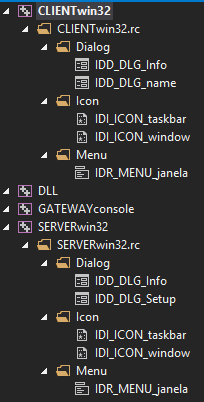 CLIENTwin32
CLIENTwin32.rc
Dialog
IDD_DLG_Info
IDD_DLG_name
Icon
IDI_ICON_taskbar
IDI_ICON_window
Menu
IDR_MENU_janela
DLL
GATEWAYconsole
SERVERwin32
SERVERwin32.rc
Dialog
IDD_DLG_Info
IDD_DLG_Setup
Icon
IDI_ICON_taskbar
IDI_ICON_window
Menu
IDR_MENU_janela